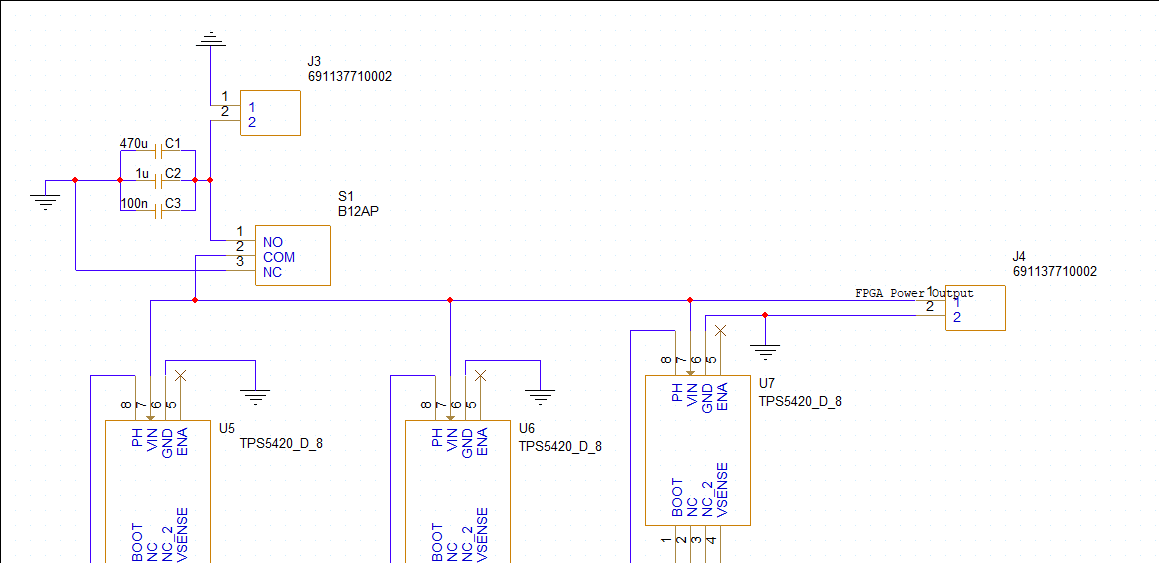 J3
691137710002
1
2
1
2
470u C1
1u C2
100n C3
S1
B12AP
1
2
3
NO
COM
NC
J4
691137710002
FPGA Power Output
1
2
1
2
8 7 6 5
PH VIN GND ENA
U5
TPS5420_D_8
BOOT NC NC_2 VSENSE
8 7 6 5
PH VIN GND ENA
U6
TPS5420_D_8
BOOT NC NC_2 VSENSE
8 7 6 5
PH VIN GND ENA
U7
TPS5420_D_8
BOOT NC NC_2 VSENSE
1 2 3 4